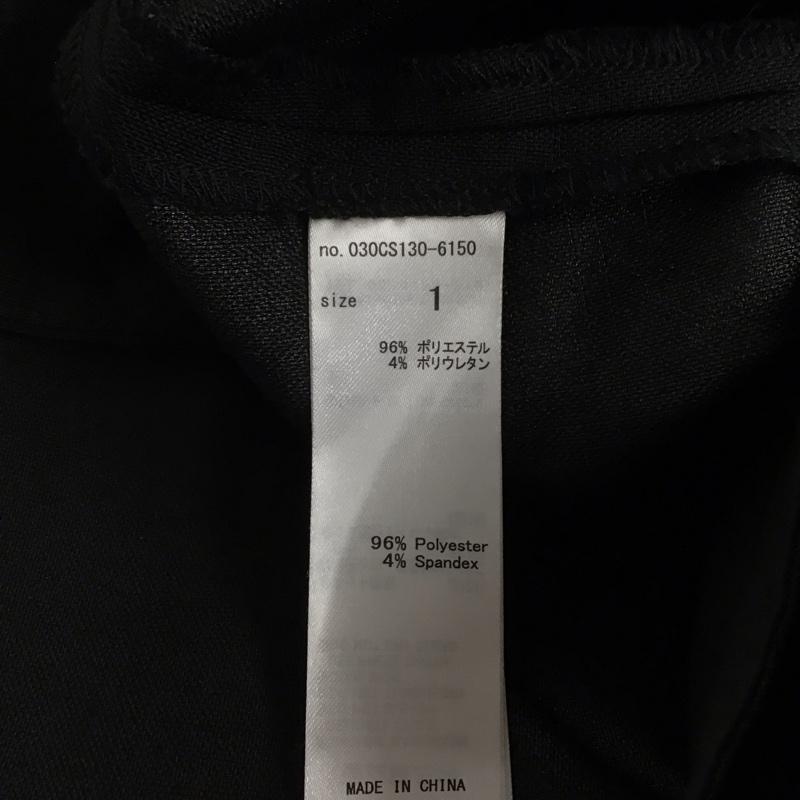 no. 030CS130-6150
size 1
96% ポリエステル
4% ポリウレタン
96% Polyester
4% Spandex
MADE IN CHINA